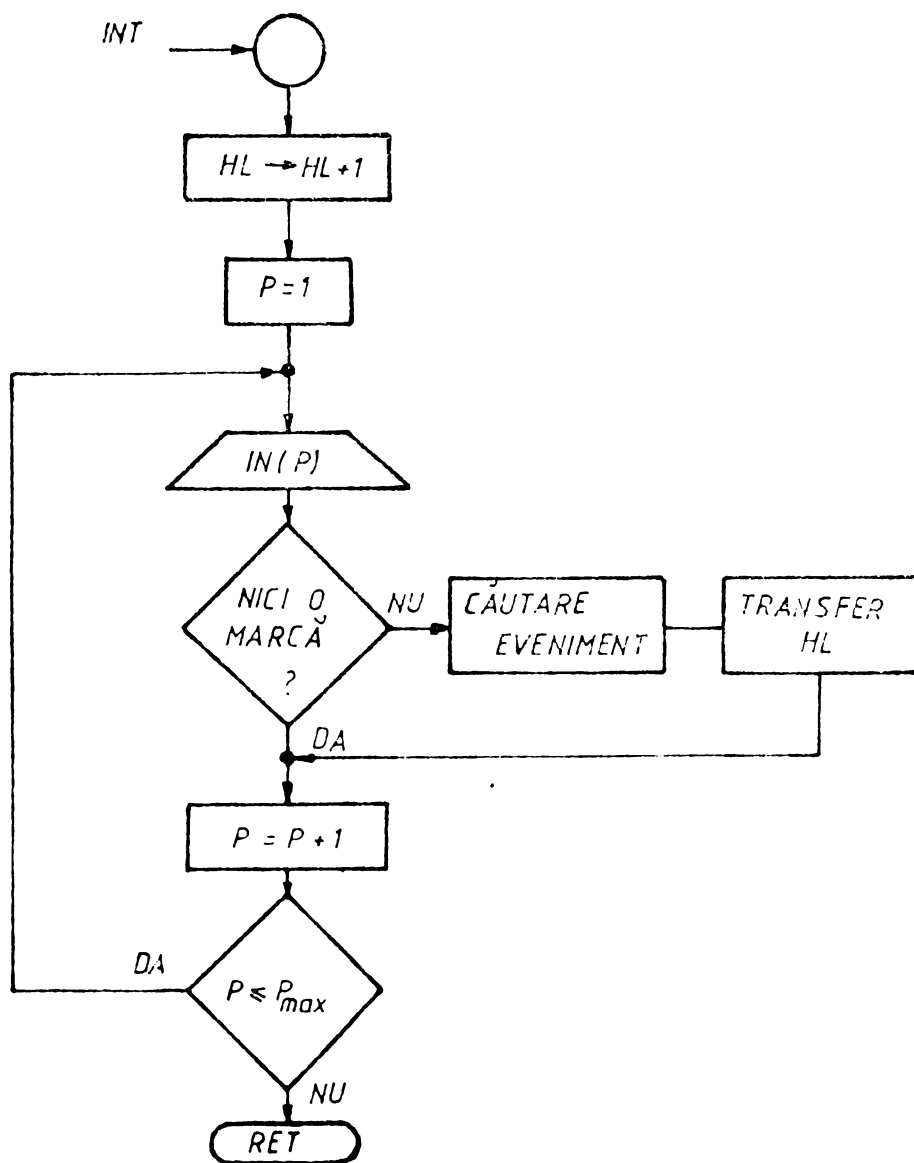 INT
HL → HL+1
P = 1
IN(P)
NICI O
MARCĂ
?
NU
CĂUTARE
EVENIMENT
TRANSFER
HL
DA
P = P + 1
DA
P ≤ Pmax
NU
RET